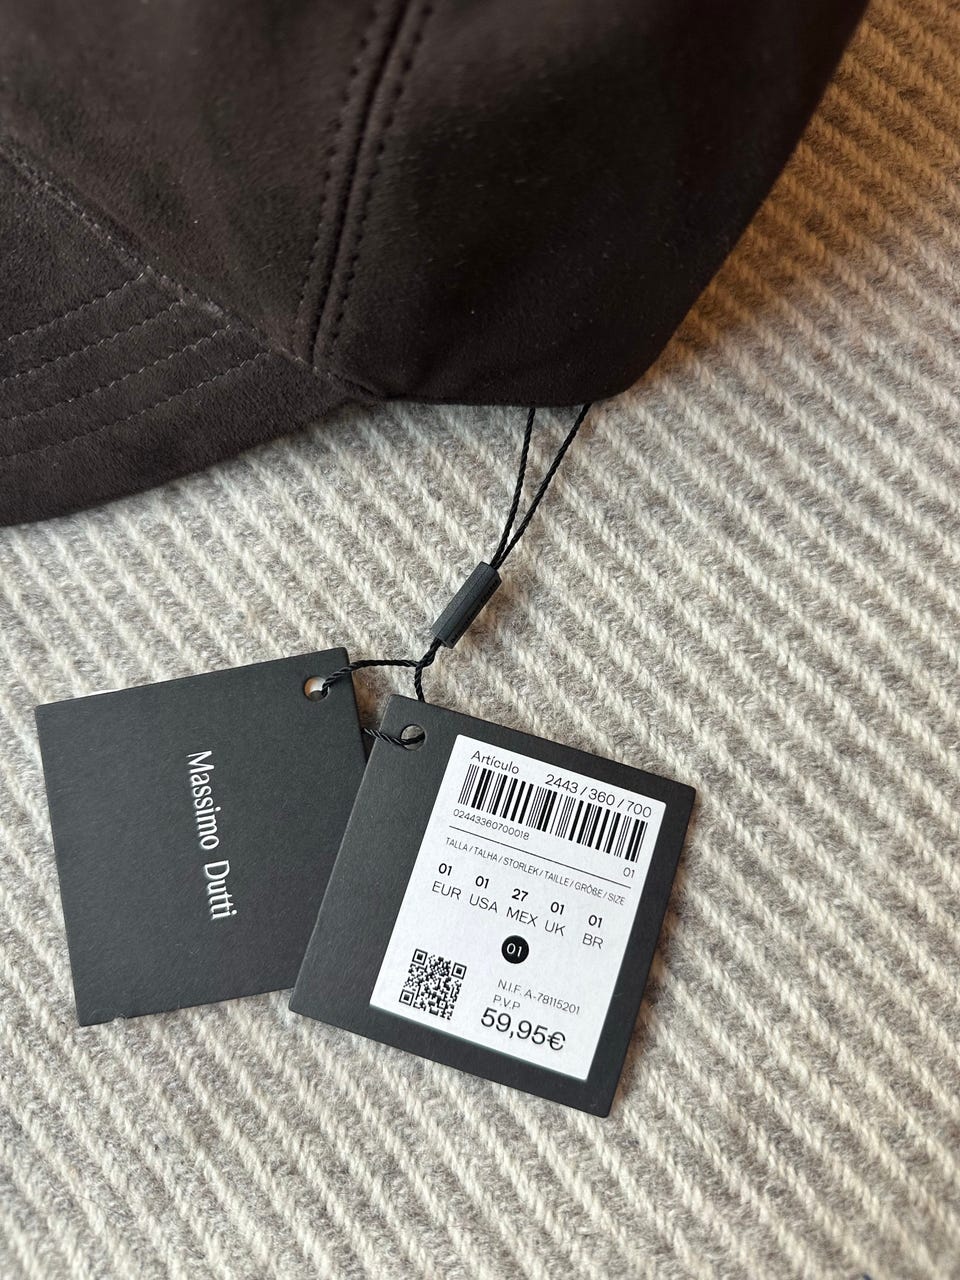 Massimo Dutti
Artículo 2443 / 360 / 700
02443360700018 01
TALLA / TALHA / STORLEK / TAILLE / GRÖßE / SIZE
01 01 27 01 01
EUR USA MEX UK BR
01
N.I.F. A-78115201
P.V.P
59,95€